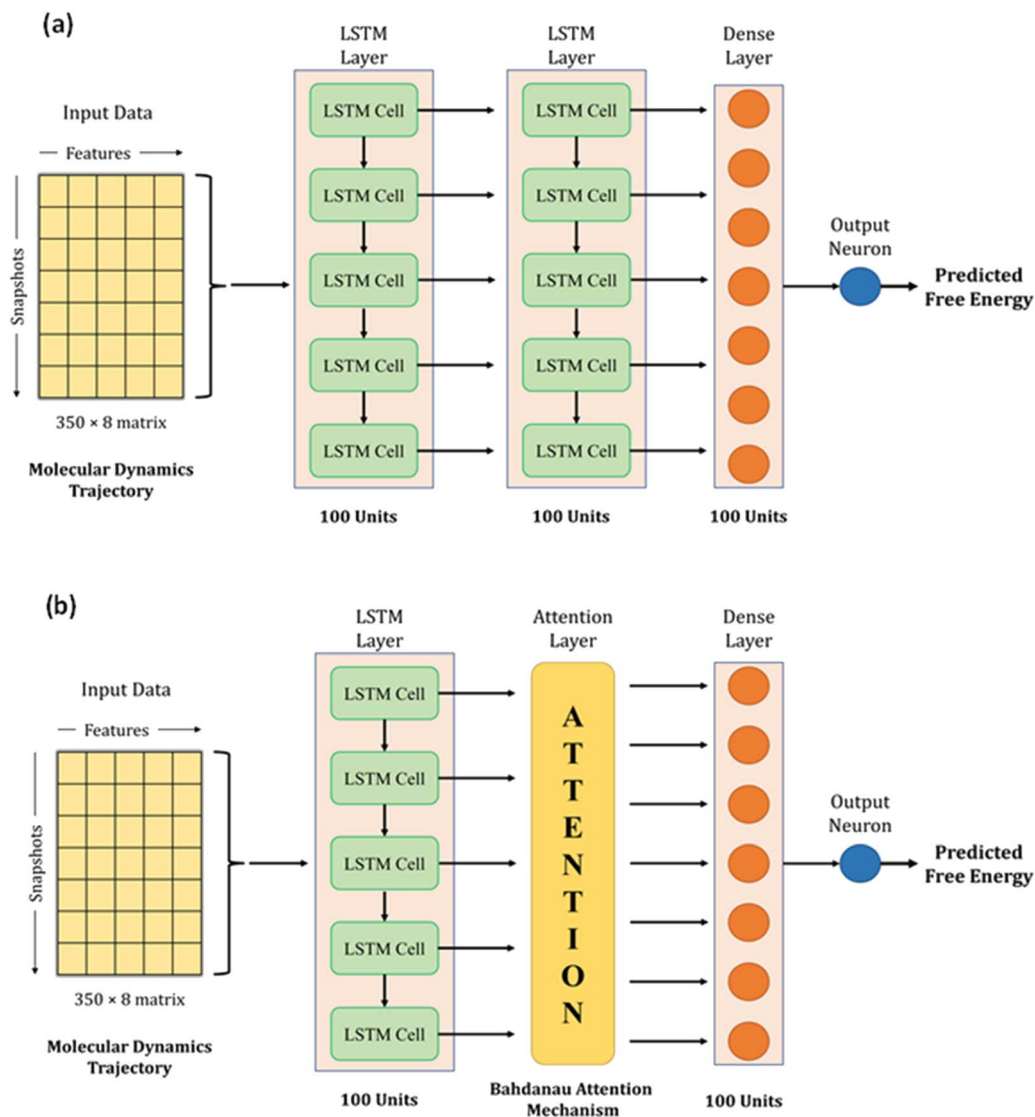 (a)
LSTM
Layer
LSTM
Layer
Dense
Layer
Input Data
Features
Snapshots
350 × 8 matrix
Molecular Dynamics
Trajectory
LSTM Cell
LSTM Cell
LSTM Cell
LSTM Cell
LSTM Cell
100 Units
LSTM Cell
LSTM Cell
LSTM Cell
LSTM Cell
LSTM Cell
100 Units
100 Units
Output
Neuron
Predicted
Free Energy
(b)
LSTM
Layer
Attention
Layer
Dense
Layer
Input Data
Features
Snapshots
350 × 8 matrix
Molecular Dynamics
Trajectory
LSTM Cell
LSTM Cell
LSTM Cell
LSTM Cell
LSTM Cell
100 Units
ATTENTION
Bahdanau Attention
Mechanism
100 Units
Output
Neuron
Predicted
Free Energy